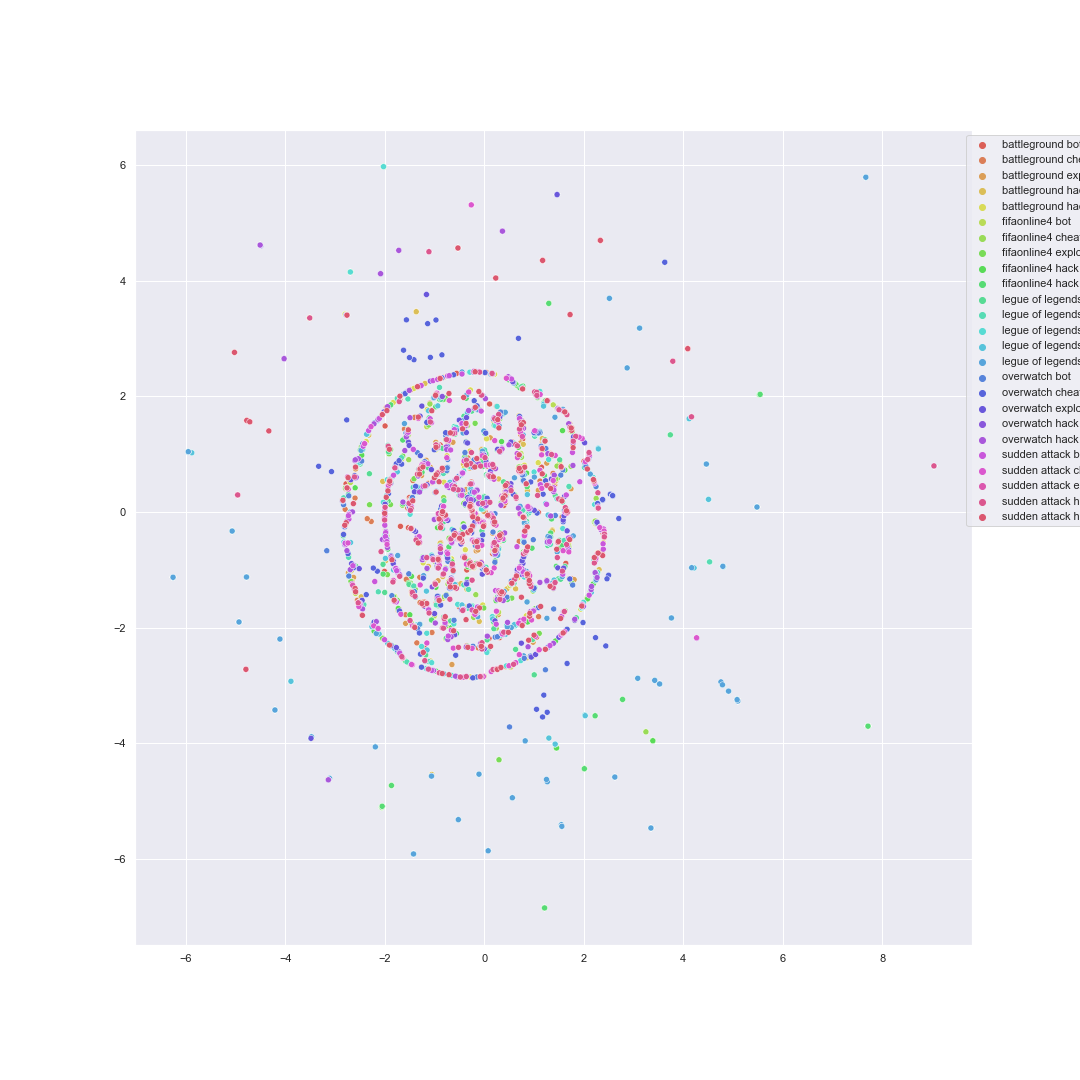 6
4
2
0
−2
−4
−6
−6
−4
−2
0
2
4
6
8
battleground bot
battleground che
battleground exp
battleground hac
battleground hac
fifaonline4 bot
fifaonline4 cheat
fifaonline4 explo
fifaonline4 hack
fifaonline4 hack
legue of legends
legue of legends
legue of legends
legue of legends
legue of legends
overwatch bot
overwatch cheat
overwatch explo
overwatch hack
overwatch hack
sudden attack b
sudden attack cl
sudden attack e
sudden attack h
sudden attack h